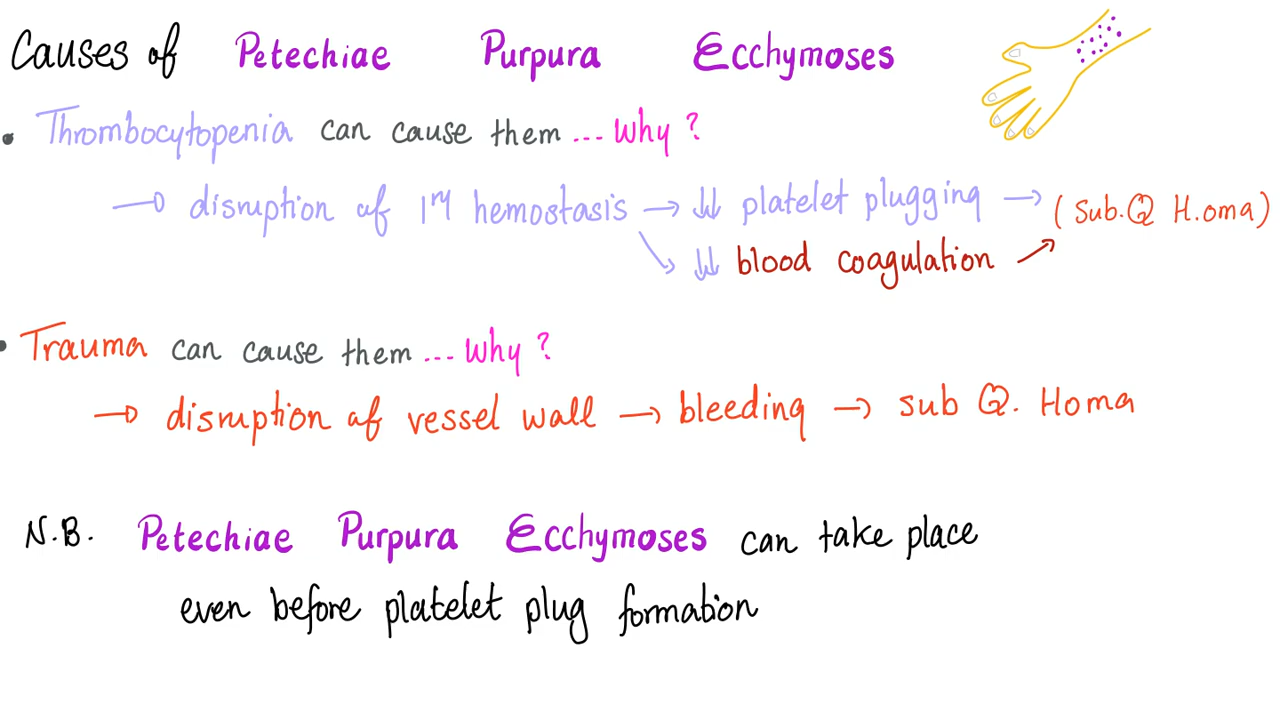 Causes of Petechiae Purpura Ecchymoses
• Thrombocytopenia can cause them ... Why ?
→ disruption of 1ry hemostasis → ↓↓ platelet plugging → ( Sub.Q H.oma )
↘ ↓↓ blood coagulation ↗
• Trauma can cause them ... Why ?
→ disruption of vessel wall → bleeding → sub Q. Homa
N.B. Petechiae Purpura Ecchymoses can take place
even before platelet plug formation